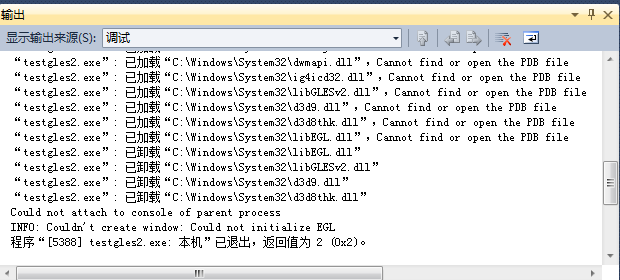 输出
显示输出来源(S): 调试
“testgles2.exe”: 已加载“C:\Windows\System32\dwmapi.dll”，Cannot find or open the PDB file
“testgles2.exe”: 已加载“C:\Windows\System32\ig4icd32.dll”，Cannot find or open the PDB file
“testgles2.exe”: 已加载“C:\Windows\System32\libGLESv2.dll”，Cannot find or open the PDB file
“testgles2.exe”: 已加载“C:\Windows\System32\d3d9.dll”，Cannot find or open the PDB file
“testgles2.exe”: 已加载“C:\Windows\System32\d3d8thk.dll”，Cannot find or open the PDB file
“testgles2.exe”: 已加载“C:\Windows\System32\libEGL.dll”，Cannot find or open the PDB file
“testgles2.exe”: 已卸载“C:\Windows\System32\libEGL.dll”
“testgles2.exe”: 已卸载“C:\Windows\System32\libGLESv2.dll”
“testgles2.exe”: 已卸载“C:\Windows\System32\d3d9.dll”
“testgles2.exe”: 已卸载“C:\Windows\System32\d3d8thk.dll”
Could not attach to console of parent process
INFO: Couldn't create window: Could not initialize EGL
程序“[5388] testgles2.exe: 本机”已退出，返回值为 2 (0x2)。